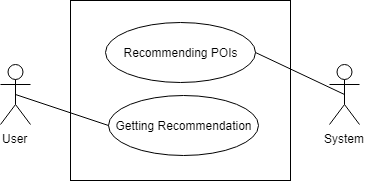 Recommending POIs
Getting Recommendation
User
System